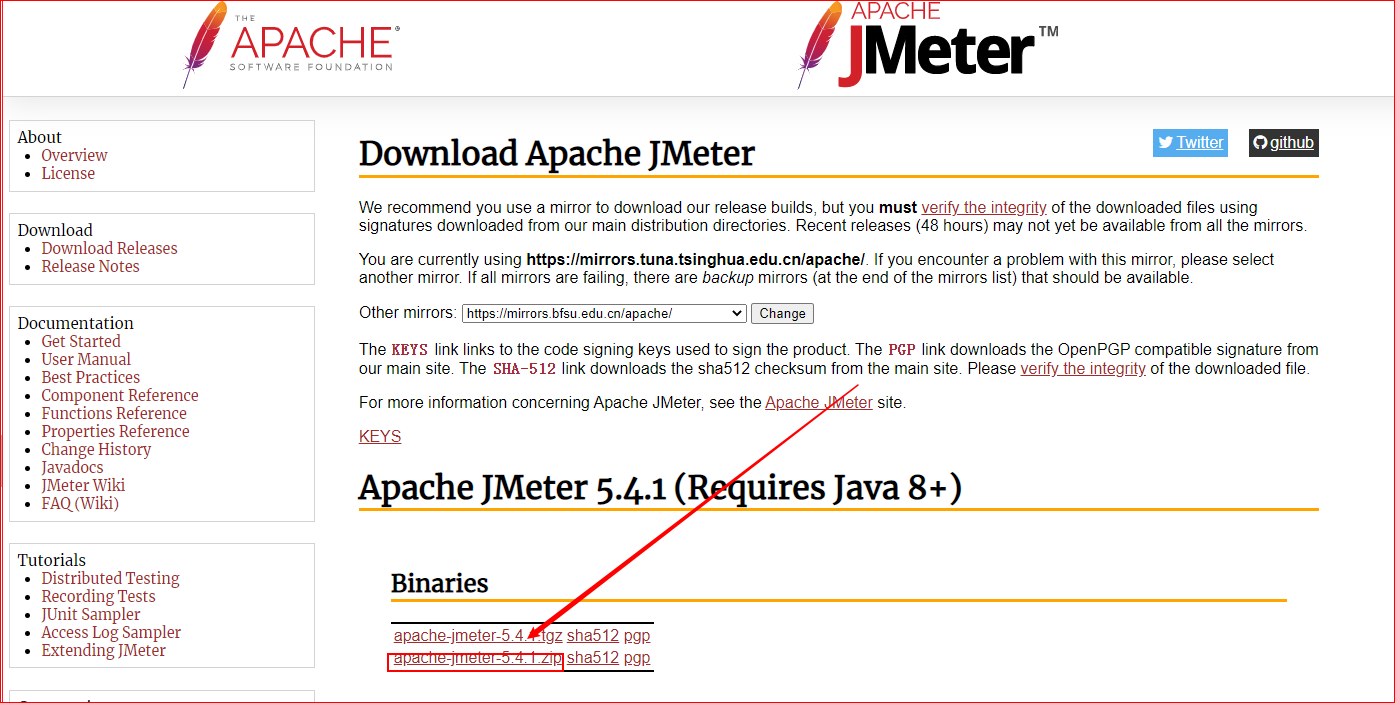 THE
APACHE®
SOFTWARE FOUNDATION
APACHE
JMeter™
About
Overview
License
Download
Download Releases
Release Notes
Documentation
Get Started
User Manual
Best Practices
Component Reference
Functions Reference
Properties Reference
Change History
Javadocs
JMeter Wiki
FAQ (Wiki)
Tutorials
Distributed Testing
Recording Tests
JUnit Sampler
Access Log Sampler
Extending JMeter
Twitter
github
Download Apache JMeter
We recommend you use a mirror to download our release builds, but you must verify the integrity of the downloaded files using
signatures downloaded from our main distribution directories. Recent releases (48 hours) may not yet be available from all the mirrors.
You are currently using https://mirrors.tuna.tsinghua.edu.cn/apache/. If you encounter a problem with this mirror, please select
another mirror. If all mirrors are failing, there are backup mirrors (at the end of the mirrors list) that should be available.
Other mirrors: https://mirrors.bfsu.edu.cn/apache/ Change
The KEYS link links to the code signing keys used to sign the product. The PGP link downloads the OpenPGP compatible signature from
our main site. The SHA-512 link downloads the sha512 checksum from the main site. Please verify the integrity of the downloaded file.
For more information concerning Apache JMeter, see the Apache JMeter site.
KEYS
Apache JMeter 5.4.1 (Requires Java 8+)
Binaries
apache-jmeter-5.4.1.tgz sha512 pgp
apache-jmeter-5.4.1.zip sha512 pgp